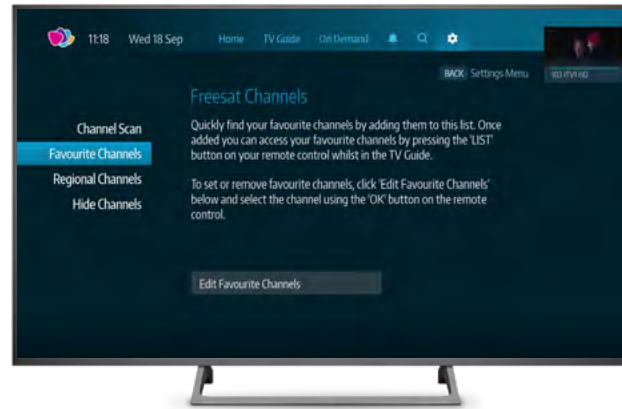 11:18 Wed 18 Sep Home TV Guide On Demand
BACK Settings Menu
103 ITV1 HD
Freesat Channels
Channel Scan
Favourite Channels
Regional Channels
Hide Channels
Quickly find your favourite channels by adding them to this list. Once
added you can access your favourite channels by pressing the 'LIST'
button on your remote control whilst in the TV Guide.
To set or remove favourite channels, click 'Edit Favourite Channels'
below and select the channel using the 'OK' button on the remote
control.
Edit Favourite Channels